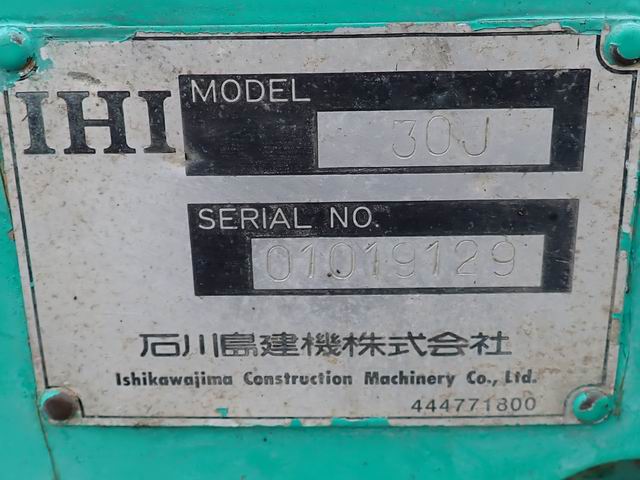 IHI
MODEL
30J
SERIAL NO.
01019129
石川島建機株式会社
Ishikawajima Construction Machinery Co., Ltd.
444771800